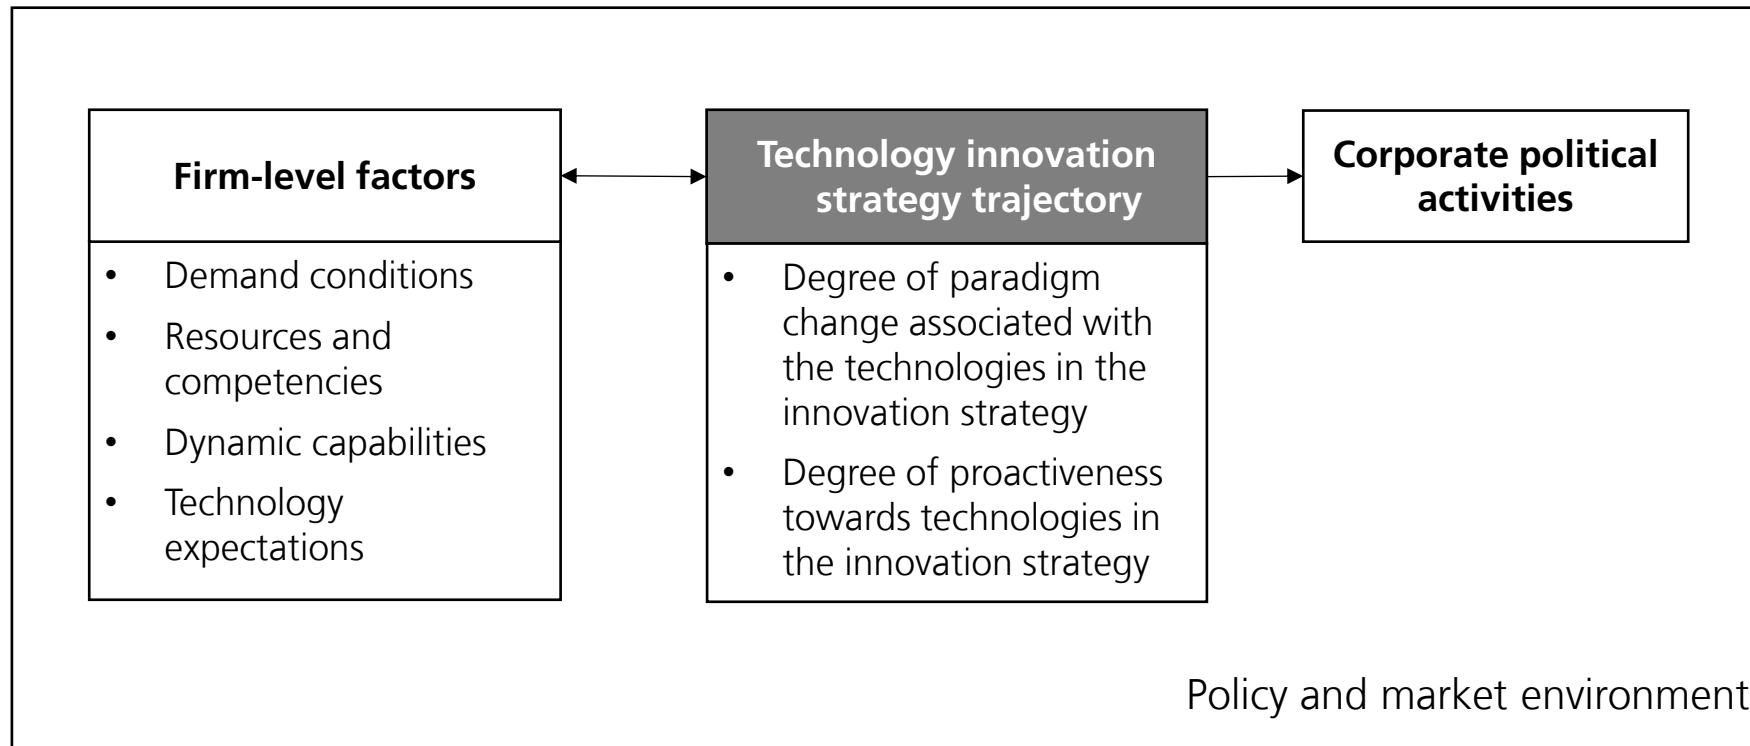 Firm-level factors
• Demand conditions
• Resources and
competencies
• Dynamic capabilities
• Technology
expectations
Technology innovation
strategy trajectory
• Degree of paradigm
change associated with
the technologies in the
innovation strategy
• Degree of proactiveness
towards technologies in
the innovation strategy
Corporate political
activities
Policy and market environment